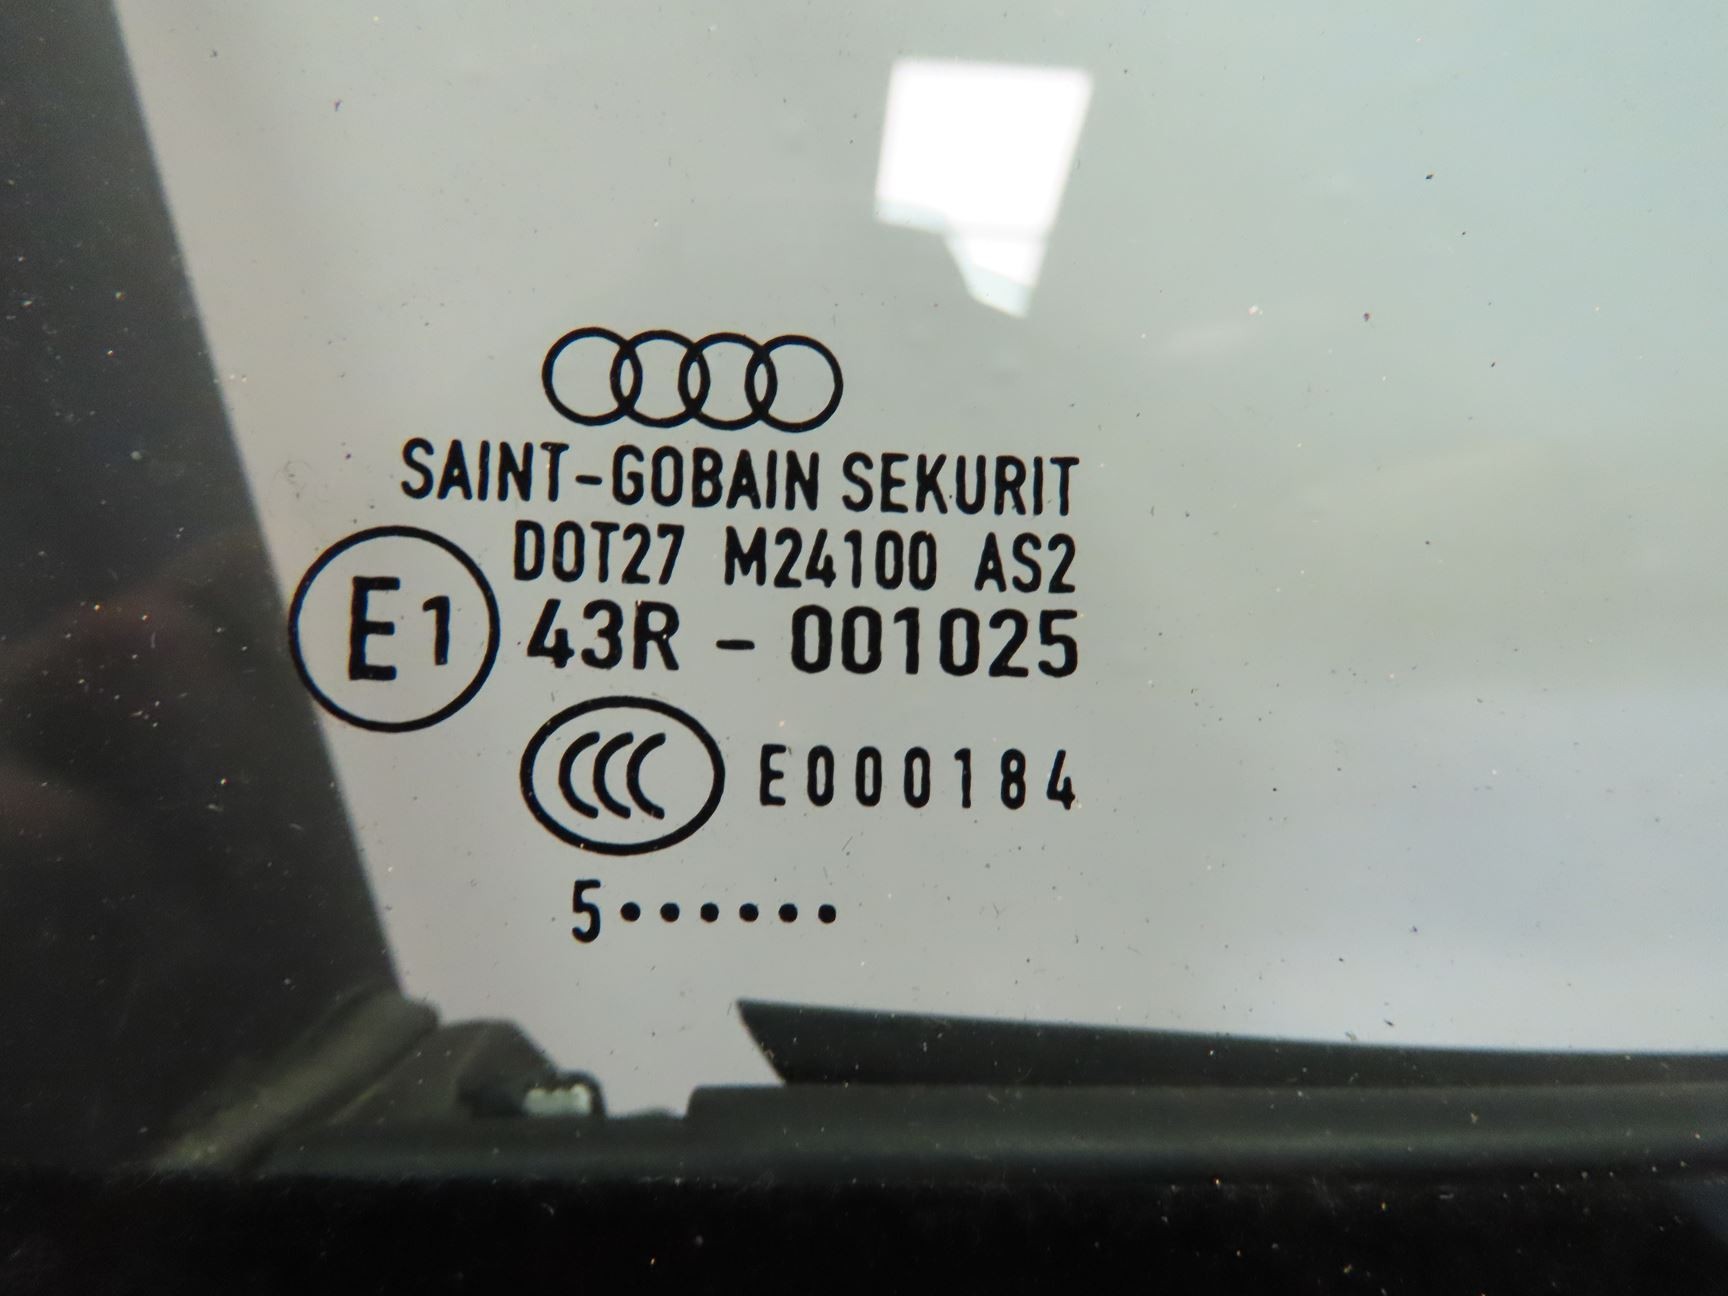 SAINT-GOBAIN SEKURIT
DOT27 M24100 AS2
E1 43R - 001025
CCC E000184
5••••••